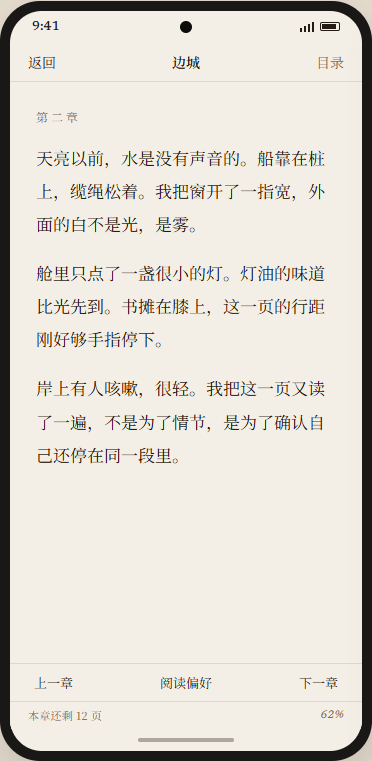 9:41
返回 边城 目录
第二章
天亮以前，水是没有声音的。船靠在桩
上，缆绳松着。我把窗开了一指宽，外
面的白不是光，是雾。
舱里只点了一盏很小的灯。灯油的味道
比光先到。书摊在膝上，这一页的行距
刚好够手指停下。
岸上有人咳嗽，很轻。我把这一页又读
了一遍，不是为了情节，是为了确认自
己还停在同一段里。
上一章 阅读偏好 下一章
本章还剩 12 页 62%